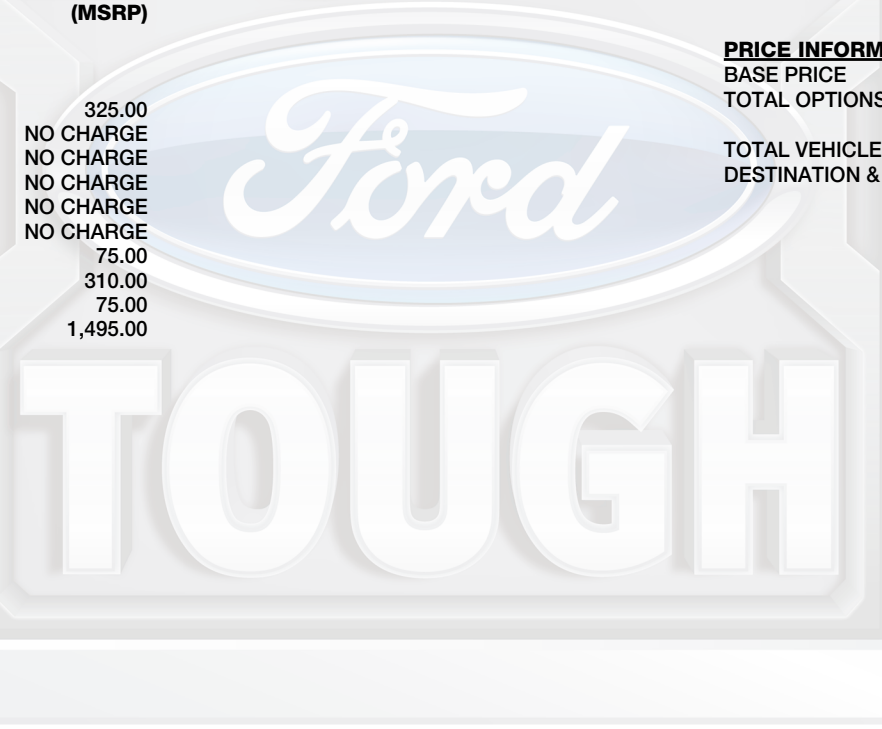 (MSRP)
325.00
NO CHARGE
NO CHARGE
NO CHARGE
NO CHARGE
NO CHARGE
75.00
310.00
75.00
1,495.00
PRICE INFORM
BASE PRICE
TOTAL OPTIONS
TOTAL VEHICLE
DESTINATION &
Ford
TOUGH